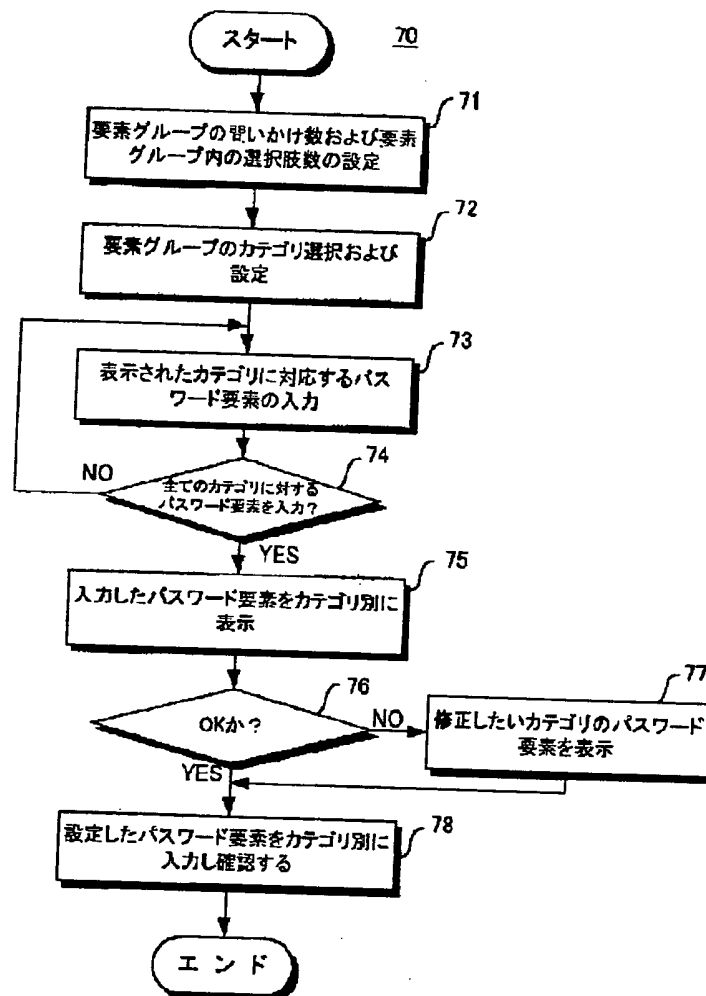 スタート
70
71
要素グループの問いかけ数および要素
グループ内の選択肢数の設定
72
要素グループのカテゴリ選択および
設定
73
表示されたカテゴリに対応するパス
ワード要素の入力
74
NO
全てのカテゴリに対する
パスワード要素を入力？
YES
75
入力したパスワード要素をカテゴリ別に
表示
76
77
OKか？
NO
修正したいカテゴリのパスワード
要素を表示
YES
78
設定したパスワード要素をカテゴリ別に
入力し確認する
エンド